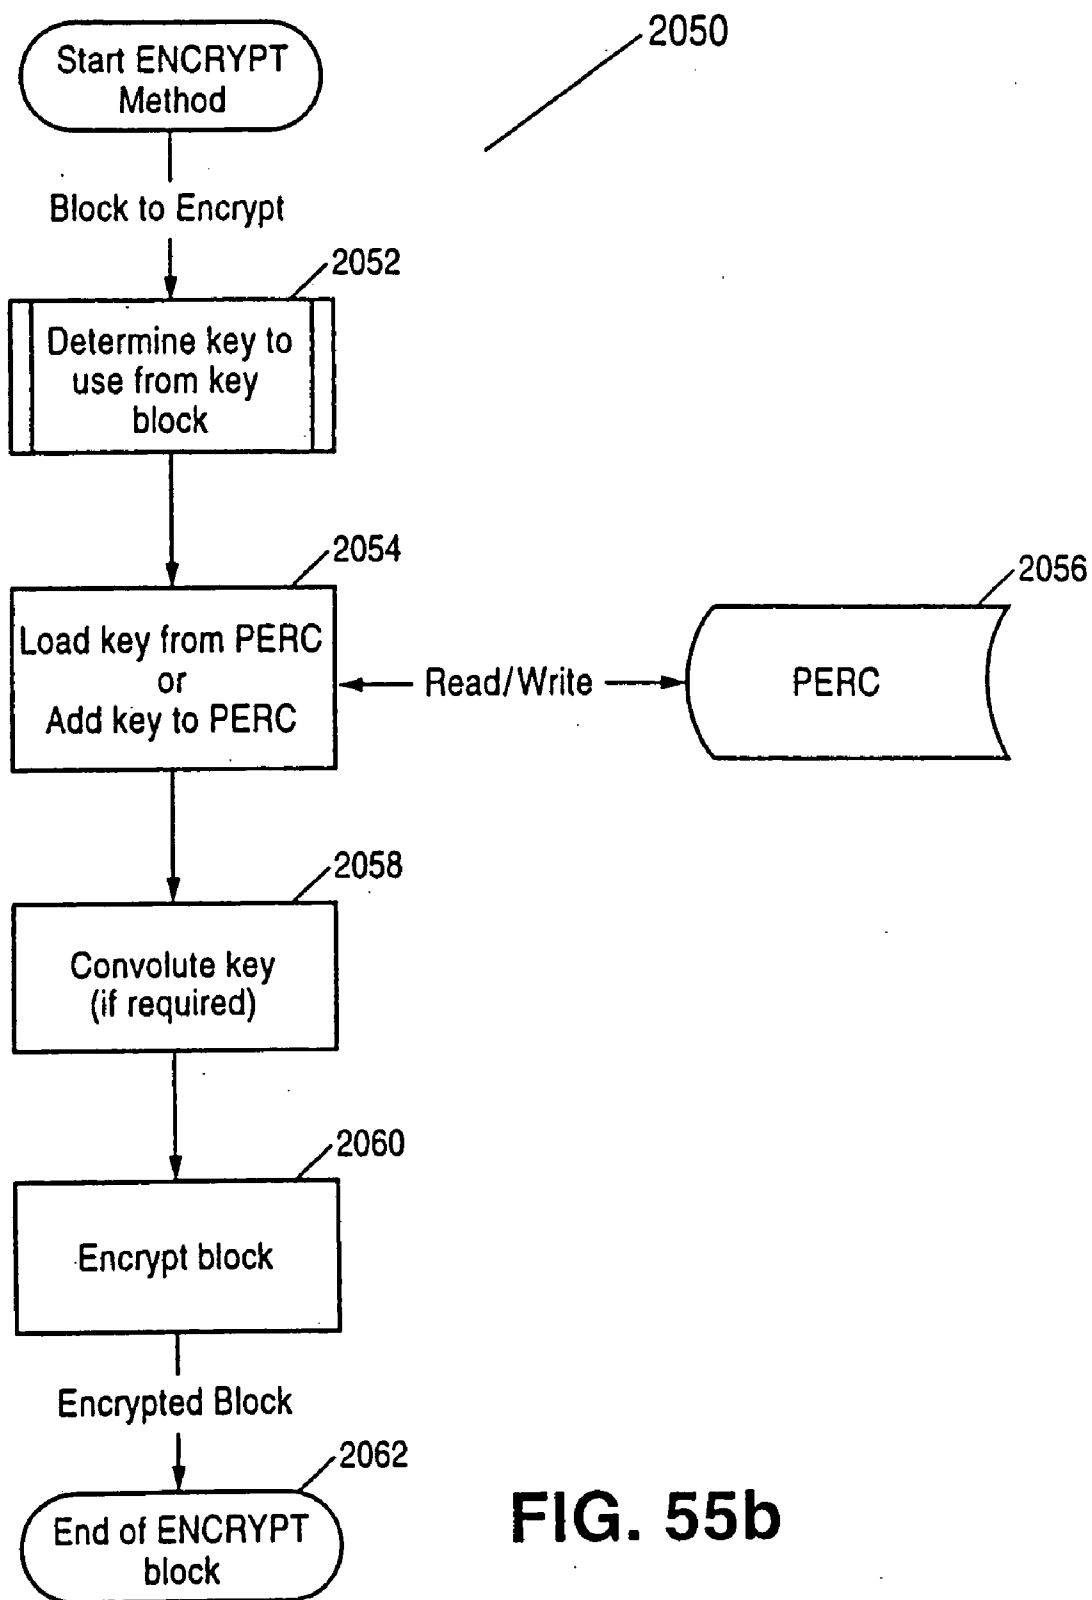 Start ENCRYPT
Method
2050
Block to Encrypt
2052
Determine key to
use from key
block
2054
Load key from PERC
or
Add key to PERC
Read/Write
2056
PERC
2058
Convolute key
(if required)
2060
Encrypt block
Encrypted Block
2062
End of ENCRYPT
block
FIG. 55b